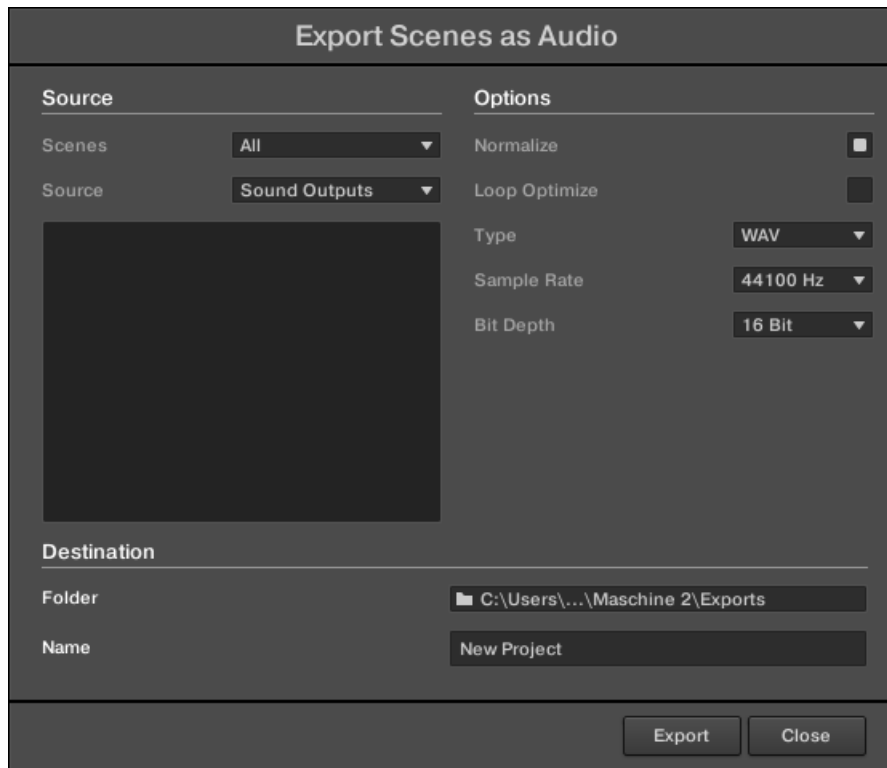 Export Scenes as Audio
Source
Scenes All
Source Sound Outputs
Options
Normalize
Loop Optimize
Type WAV
Sample Rate 44100 Hz
Bit Depth 16 Bit
Destination
Folder C:\Users\...\Maschine 2\Exports
Name New Project
Export Close